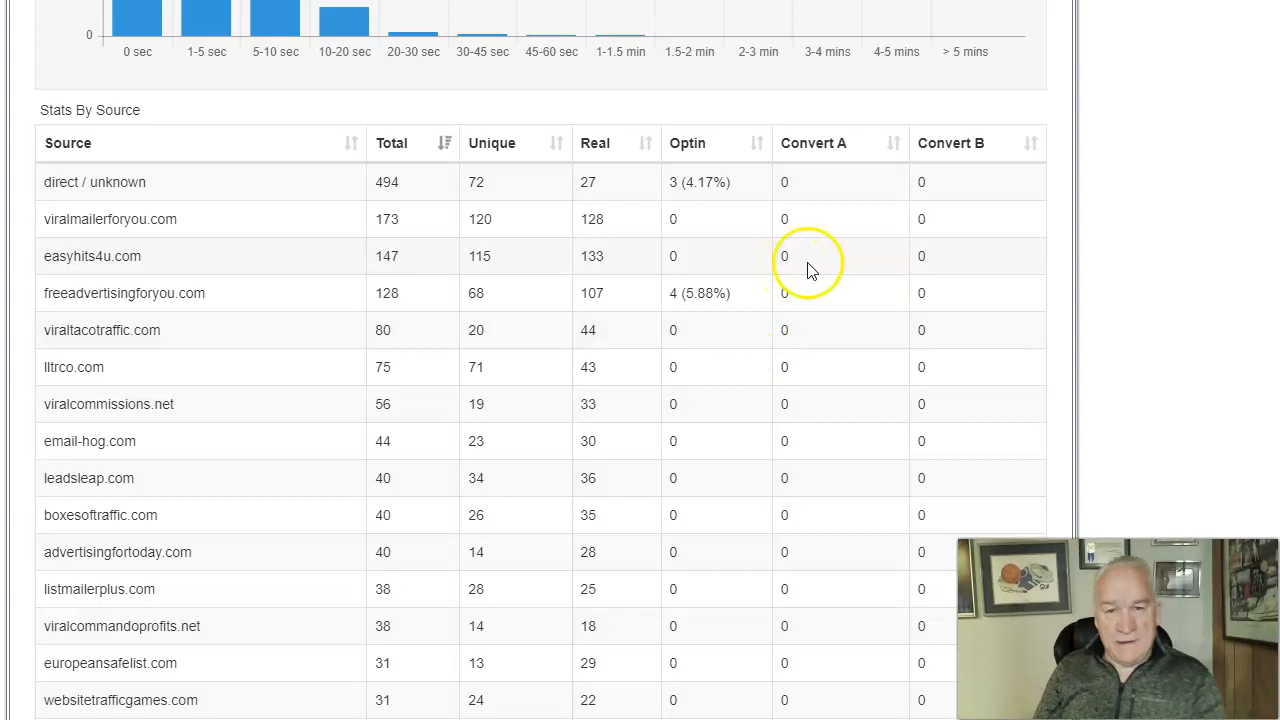 0
0 sec 1-5 sec 5-10 sec 10-20 sec 20-30 sec 30-45 sec 45-60 sec 1-1.5 min 1.5-2 min 2-3 min 3-4 mins 4-5 mins > 5 mins
Stats By Source
Source Total Unique Real Optin Convert A Convert B
direct / unknown 494 72 27 3 (4.17%) 0 0
viralmailerforyou.com 173 120 128 0 0 0
easyhits4u.com 147 115 133 0 0 0
freeadvertisingforyou.com 128 68 107 4 (5.88%) 0 0
viraltacotraffic.com 80 20 44 0 0 0
lltrco.com 75 71 43 0 0 0
viralcommissions.net 56 19 33 0 0 0
email-hog.com 44 23 30 0 0 0
leadsleap.com 40 34 36 0 0 0
boxesoftraffic.com 40 26 35 0 0 0
advertisingfortoday.com 40 14 28 0 0 0
listmailerplus.com 38 28 25 0 0 0
viralcommandoprofits.net 38 14 18 0 0 0
europeansafelist.com 31 13 29 0 0 0
websitetrafficgames.com 31 24 22 0 0 0